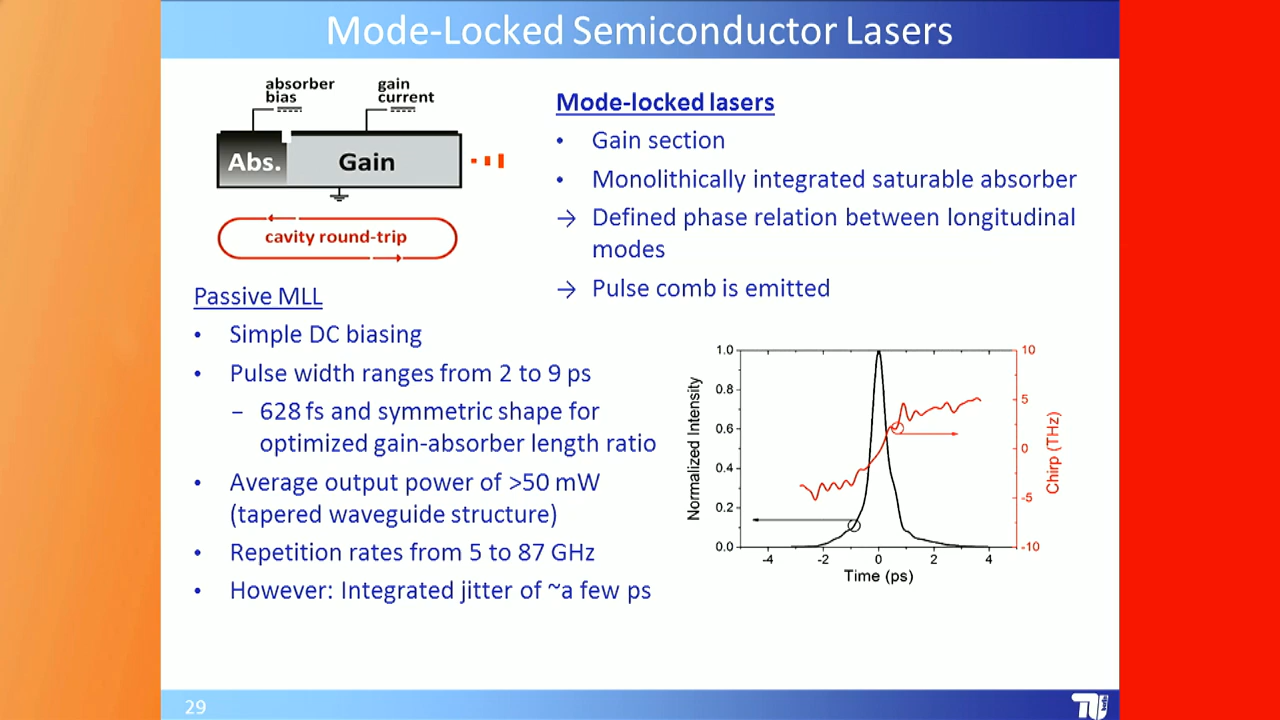 Mode-Locked Semiconductor Lasers
absorber
bias
gain
current
Abs.
Gain
cavity round-trip
Mode-locked lasers
• Gain section
• Monolithically integrated saturable absorber
→ Defined phase relation between longitudinal
modes
→ Pulse comb is emitted
Passive MLL
• Simple DC biasing
• Pulse width ranges from 2 to 9 ps
– 628 fs and symmetric shape for
optimized gain-absorber length ratio
• Average output power of >50 mW
(tapered waveguide structure)
• Repetition rates from 5 to 87 GHz
• However: Integrated jitter of ~a few ps
Normalized Intensity
1.0
0.8
0.6
0.4
0.2
0.0
-4 -2 0 2 4
Time (ps)
10
5
0
-5
-10
Chirp (THz)
29